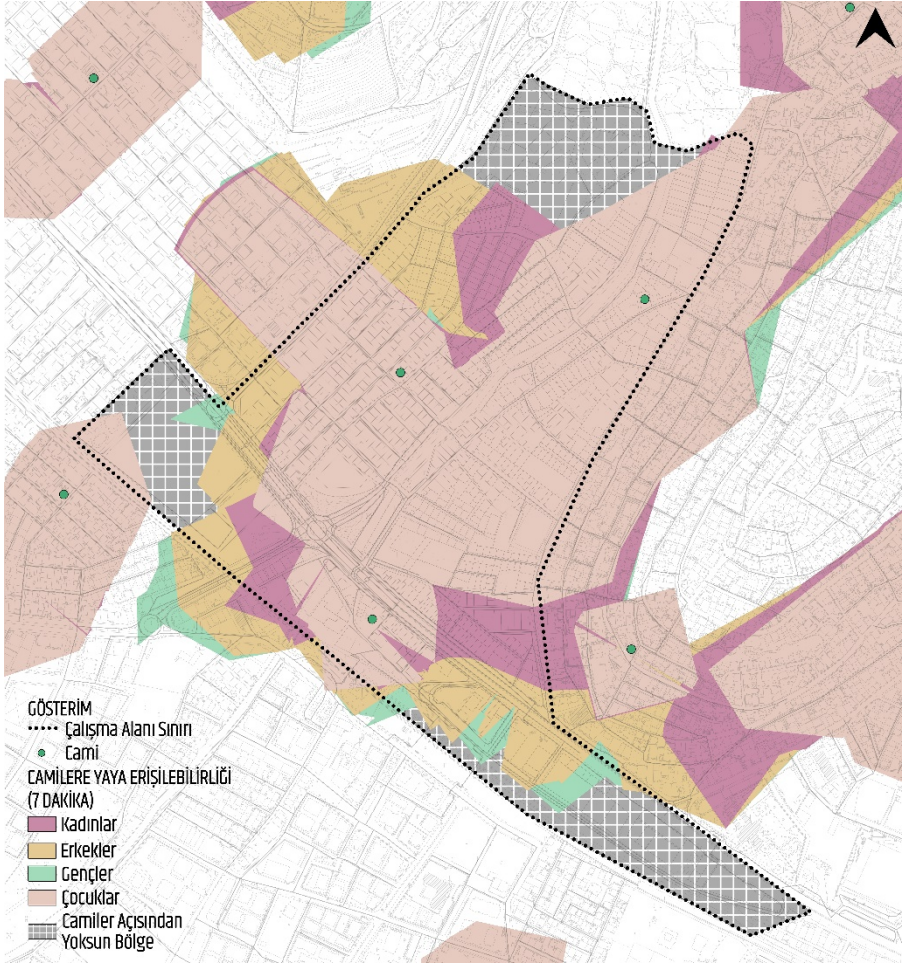 GÖSTERİM
Çalışma Alanı Sınırı
Cami
CAMİLERE YAYA ERİŞİLEBİLİRLİĞİ
(7 DAKİKA)
Kadınlar
Erkekler
Gençler
Çocuklar
Camiler Açısından
Yoksun Bölge